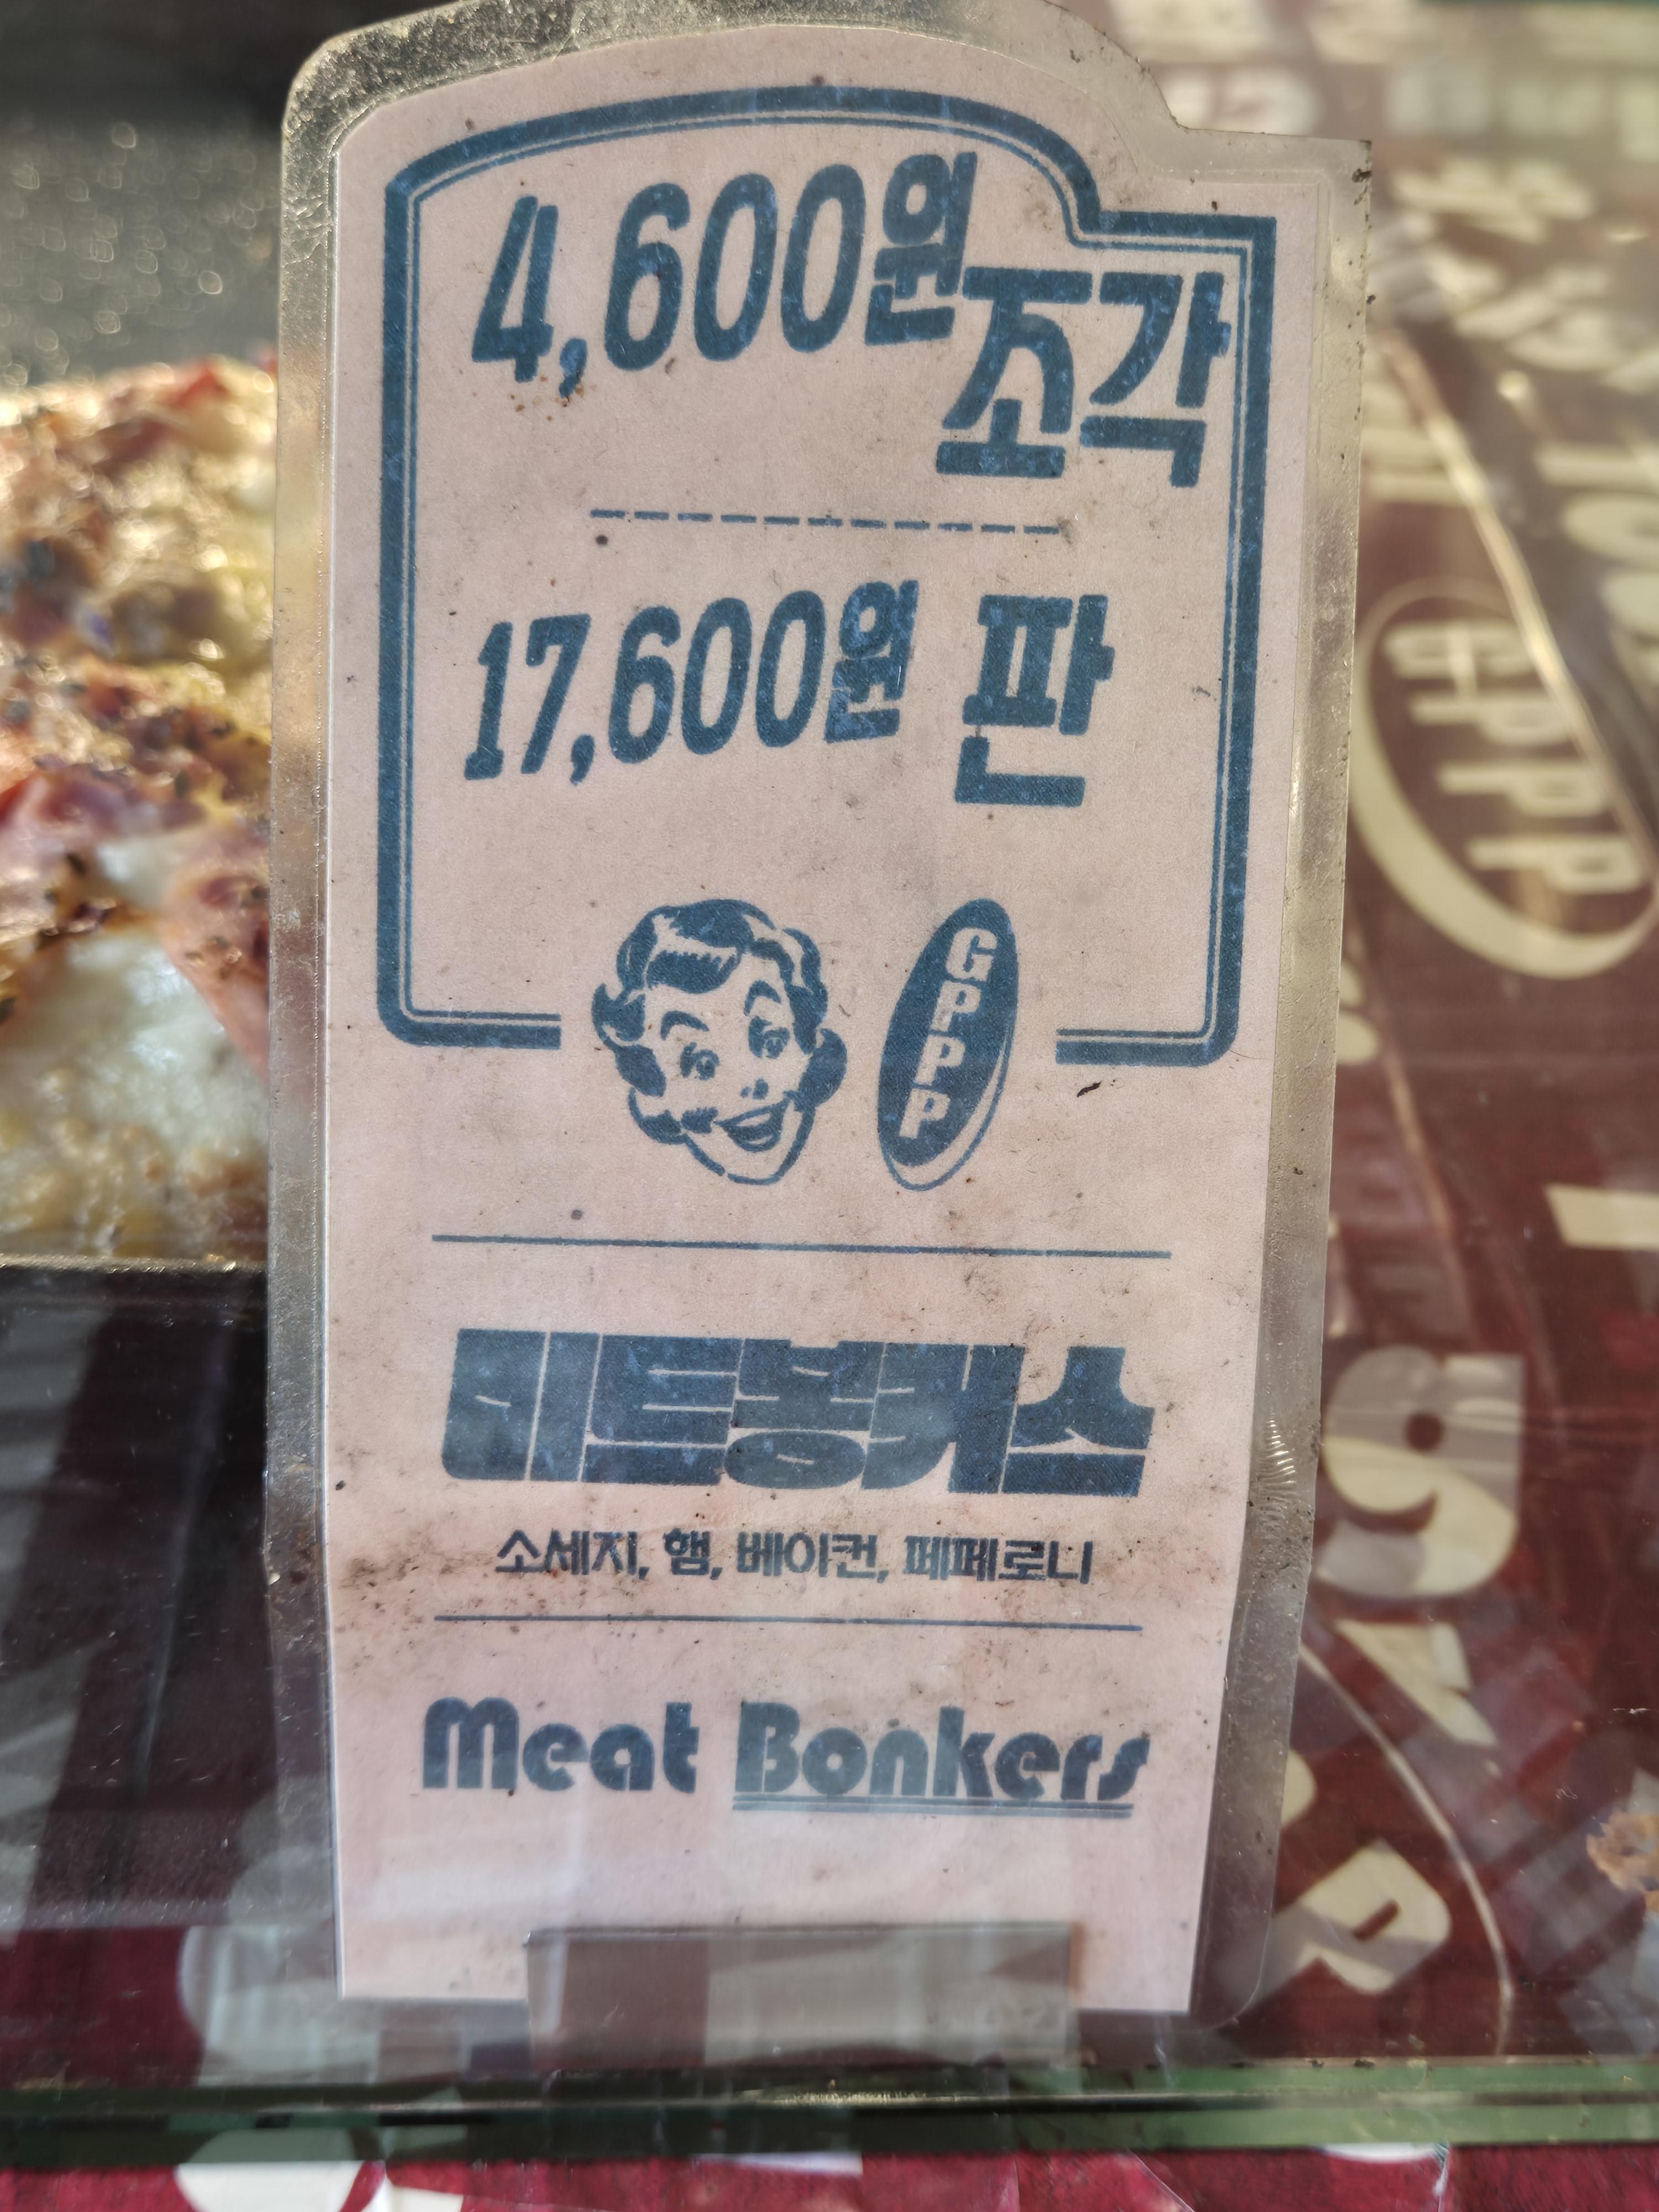 4,600원 조각
17,600원 판
GPPP
미트봉커스
소세지, 햄, 베이컨, 페페로니
Meat Bonkers
GPPP